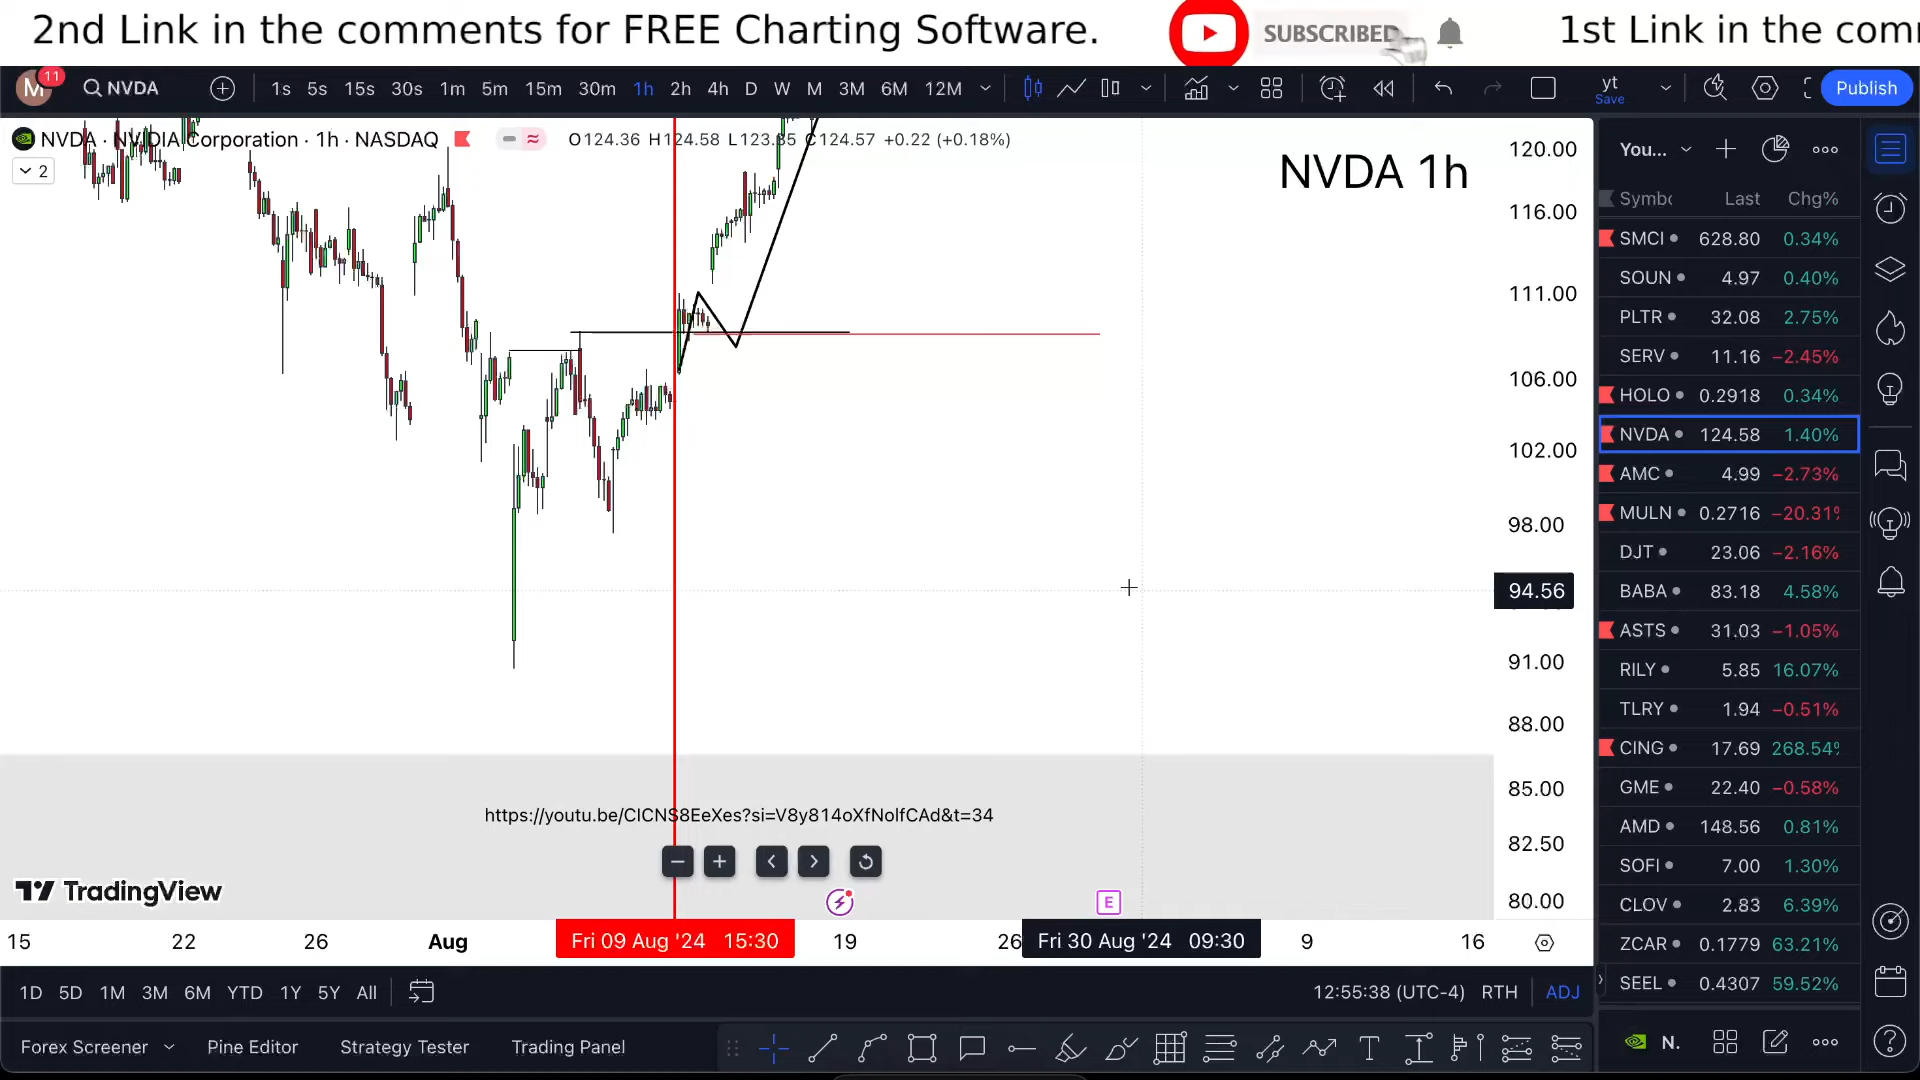 2nd Link in the comments for FREE Charting Software.
SUBSCRIBED
1st Link in the com
M 11 NVDA 1s 5s 15s 30s 1m 5m 15m 30m 1h 2h 4h D W M 3M 6M 12M yt Save Publish
NVDA · NVIDIA Corporation · 1h · NASDAQ O124.36 H124.58 L123.85 C124.57 +0.22 (+0.18%)
2
NVDA 1h
120.00
116.00
111.00
106.00
102.00
98.00
94.56
91.00
88.00
85.00
82.50
80.00
https://youtu.be/CICNS8EeXes?si=V8y814oXfNolfCAd&t=34
TradingView
E
15 22 26 Aug Fri 09 Aug '24 15:30 19 26 Fri 30 Aug '24 09:30 9 16
1D 5D 1M 3M 6M YTD 1Y 5Y All 12:55:38 (UTC-4) RTH ADJ
Forex Screener Pine Editor Strategy Tester Trading Panel
You...
Symbo Last Chg%
SMCI 628.80 0.34%
SOUN 4.97 0.40%
PLTR 32.08 2.75%
SERV 11.16 −2.45%
HOLO 0.2918 0.34%
NVDA 124.58 1.40%
AMC 4.99 −2.73%
MULN 0.2716 −20.31%
DJT 23.06 −2.16%
BABA 83.18 4.58%
ASTS 31.03 −1.05%
RILY 5.85 16.07%
TLRY 1.94 −0.51%
CING 17.69 268.54%
GME 22.40 −0.58%
AMD 148.56 0.81%
SOFI 7.00 1.30%
CLOV 2.83 6.39%
ZCAR 0.1779 63.21%
SEEL 0.4307 59.52%
N.